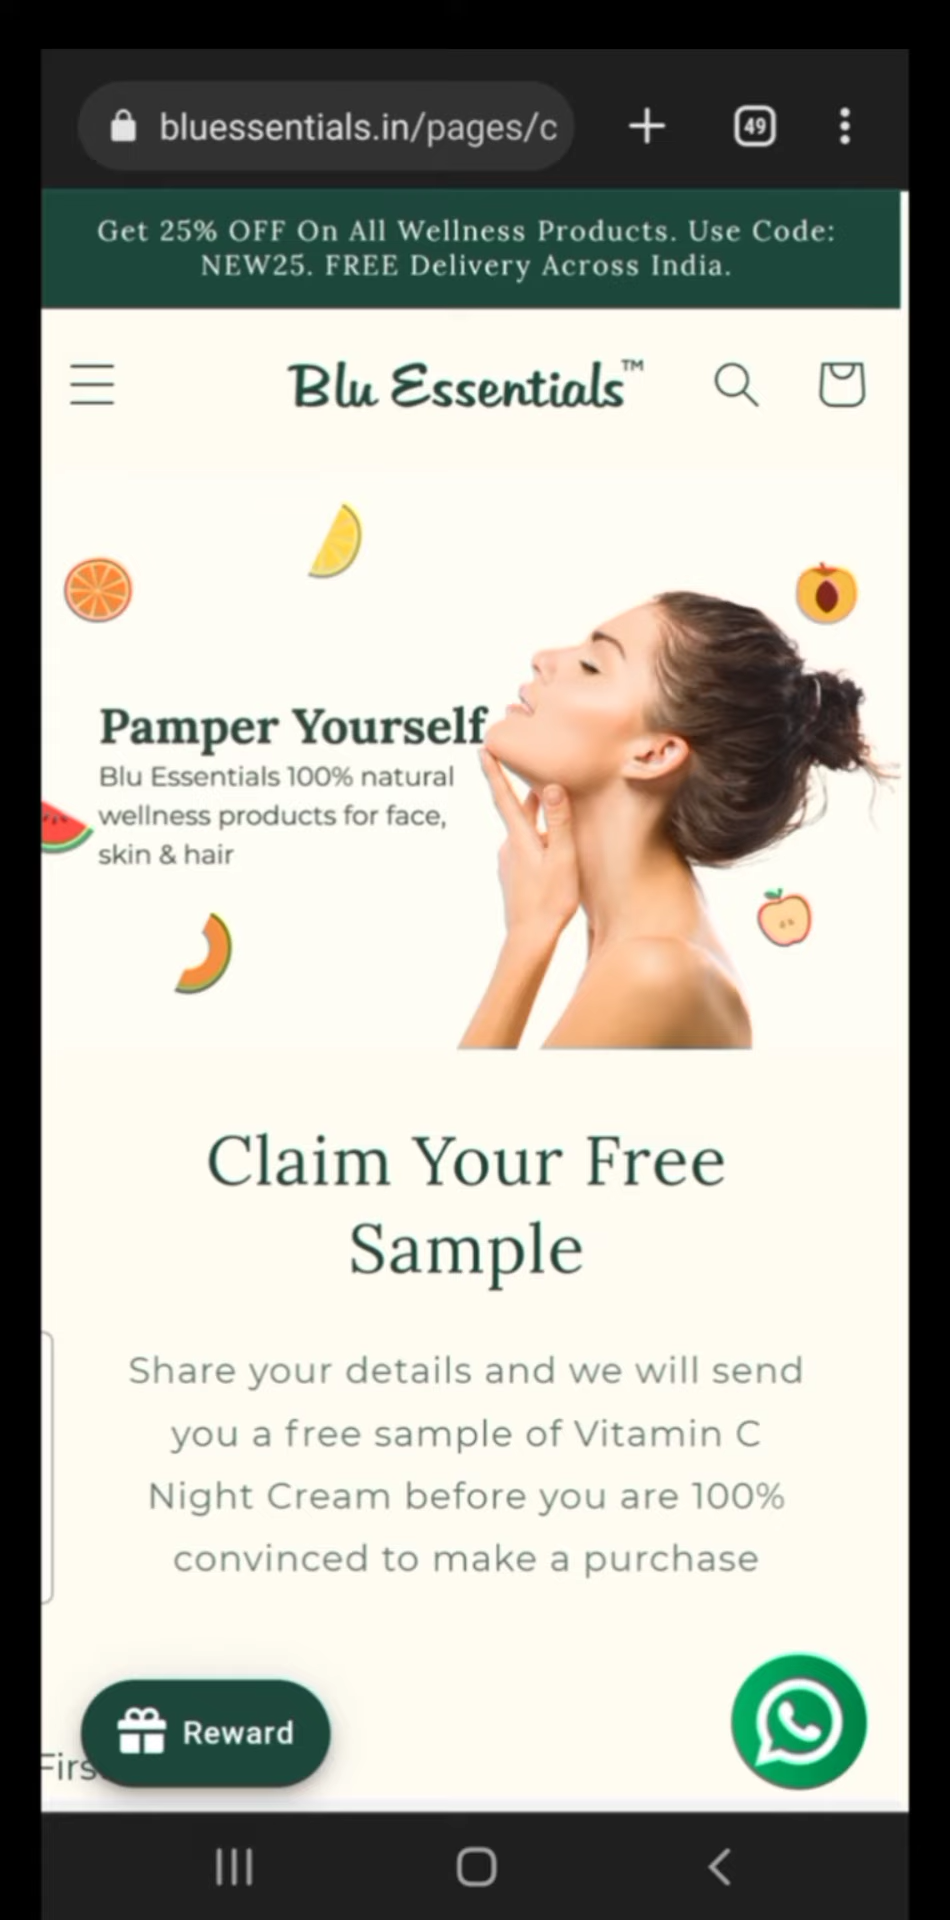 bluessentials.in/pages/c
49
Get 25% OFF On All Wellness Products. Use Code:
NEW25. FREE Delivery Across India.
Blu Essentials™
Pamper Yourself
Blu Essentials 100% natural
wellness products for face,
skin & hair
Claim Your Free
Sample
Share your details and we will send
you a free sample of Vitamin C
Night Cream before you are 100%
convinced to make a purchase
Reward
Firs